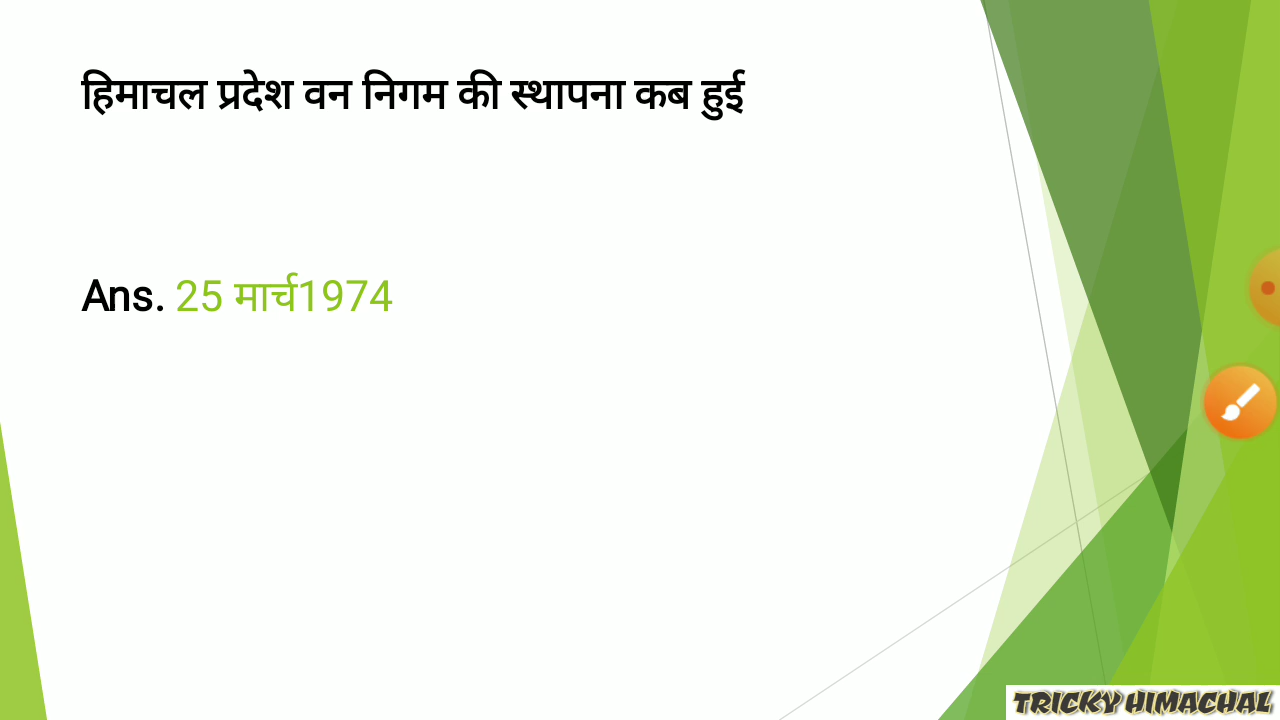 हिमाचल प्रदेश वन निगम की स्थापना कब हुई
Ans. 25 मार्च1974
TRICKY HIMACHAL